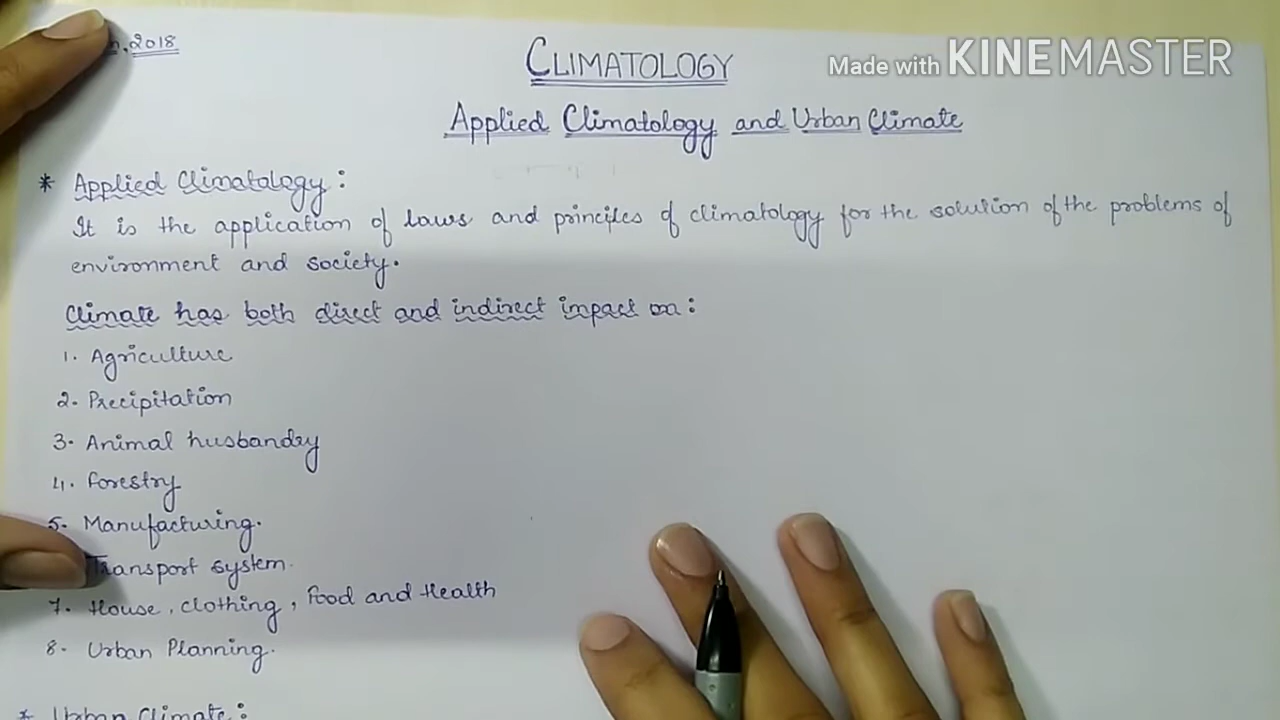 2018
CLIMATOLOGY
Made with KINEMASTER
Applied Climatology and Urban Climate
* Applied Climatology :
It is the application of laws and principles of climatology for the solution of the problems of
environment and society.
Climate has both direct and indirect impact on :
1. Agriculture
2. Precipitation
3. Animal husbandry
4. Forestry
5. Manufacturing.
Transport system.
7. House, clothing, Food and Health
8. Urban Planning.
* Urban Climate :